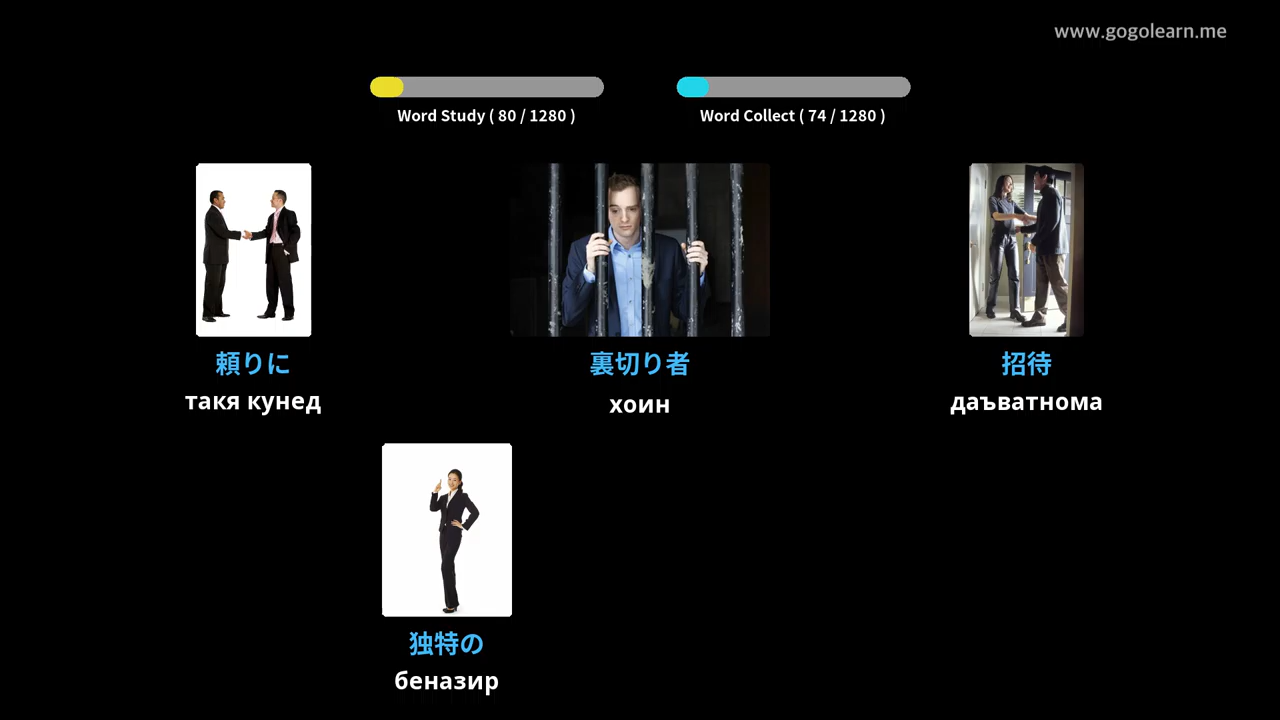 www.gogolearn.me
Word Study ( 80 / 1280 )
Word Collect ( 74 / 1280 )
頼りに
裏切り者
招待
такя кунед
хоин
даъватнома
独特の
беназир